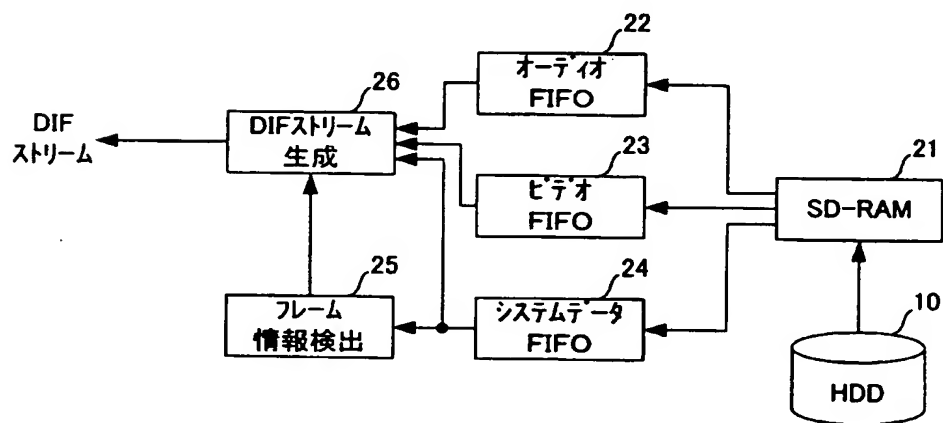 22
オーディオ
FIFO
26
DIFストリーム
生成
DIF
ストリーム
23
ビデオ
FIFO
21
SD-RAM
25
フレーム
情報検出
24
システムデータ
FIFO
10
HDD